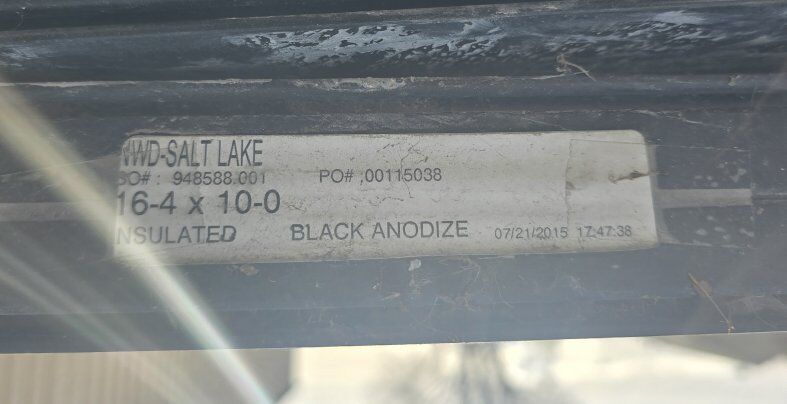 NWD-SALT LAKE
SO# : 948588.001 PO# ,00115038
16-4 x 10-0
INSULATED BLACK ANODIZE 07/21/2015 17:47:38